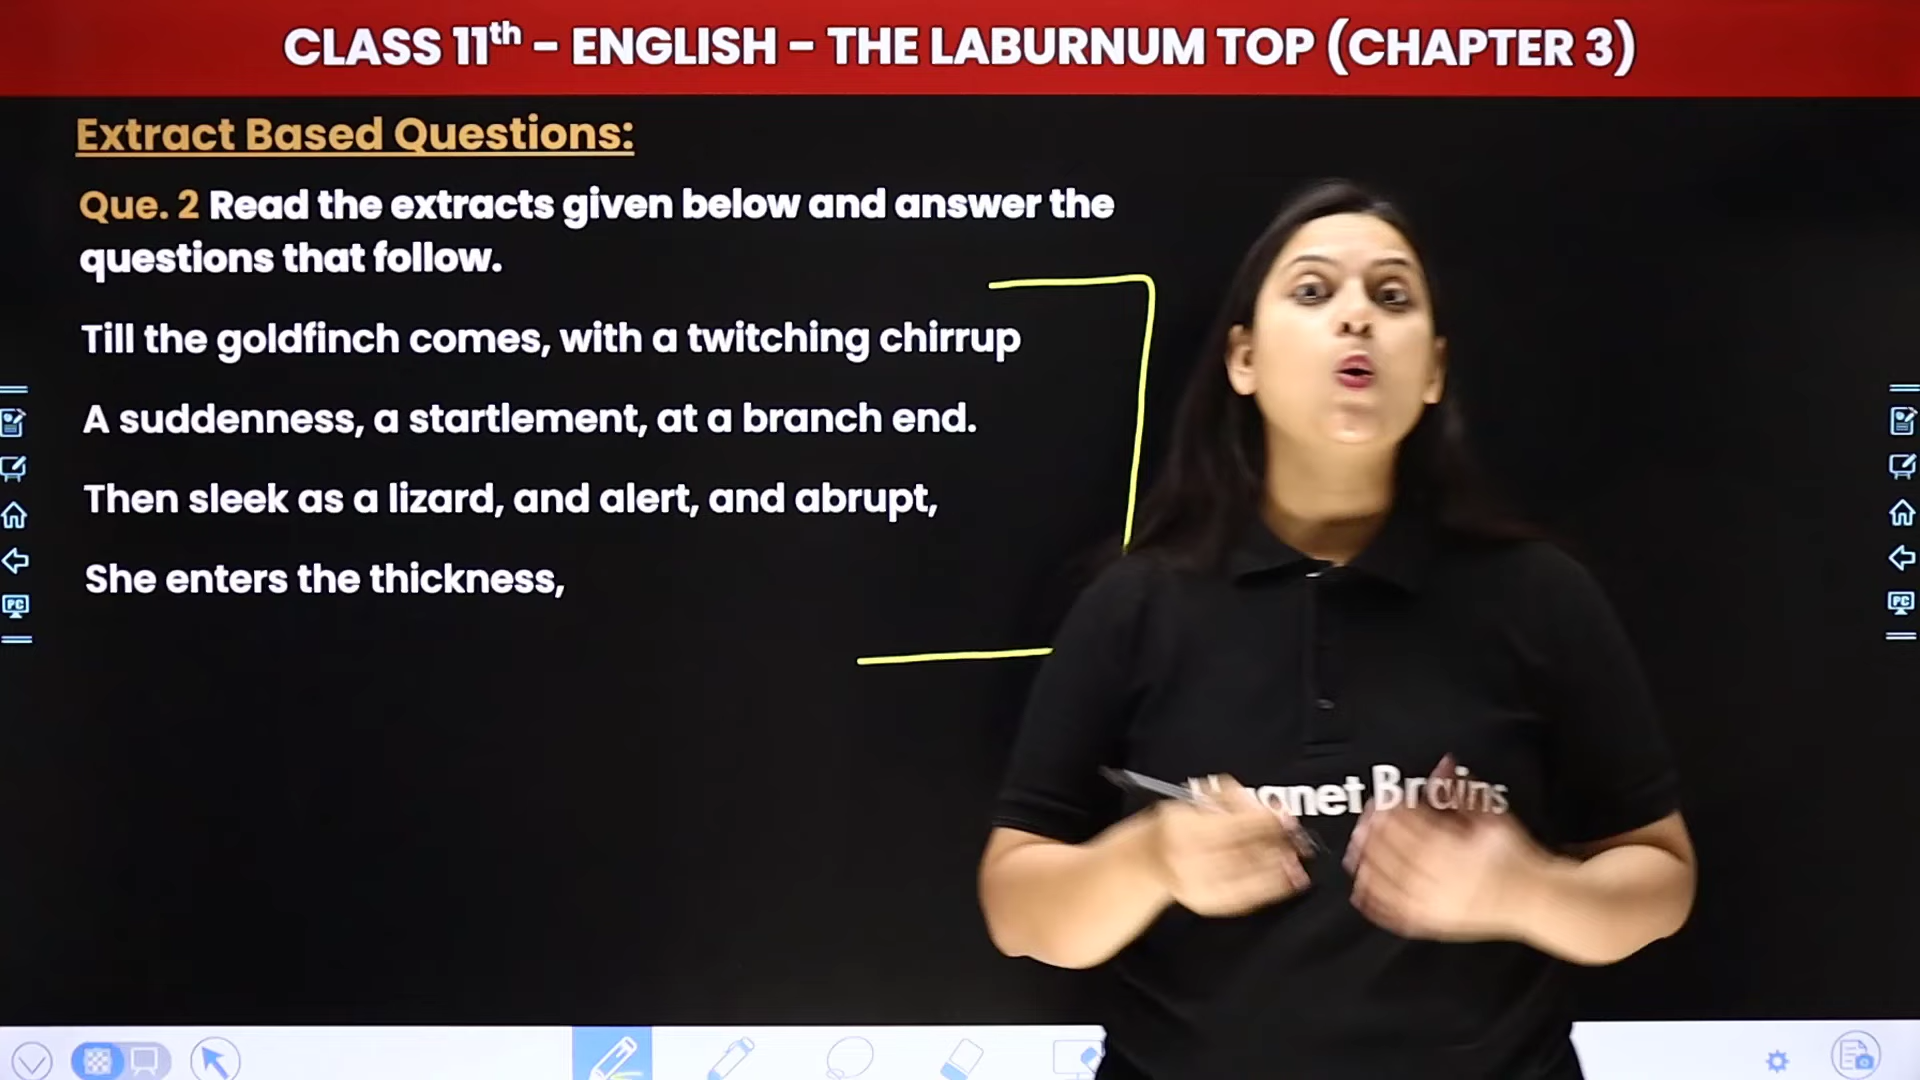 CLASS 11th - ENGLISH - THE LABURNUM TOP (CHAPTER 3)
Extract Based Questions:
Que. 2 Read the extracts given below and answer the
questions that follow.
Till the goldfinch comes, with a twitching chirrup
A suddenness, a startlement, at a branch end.
Then sleek as a lizard, and alert, and abrupt,
She enters the thickness,
PC
PC
Brains